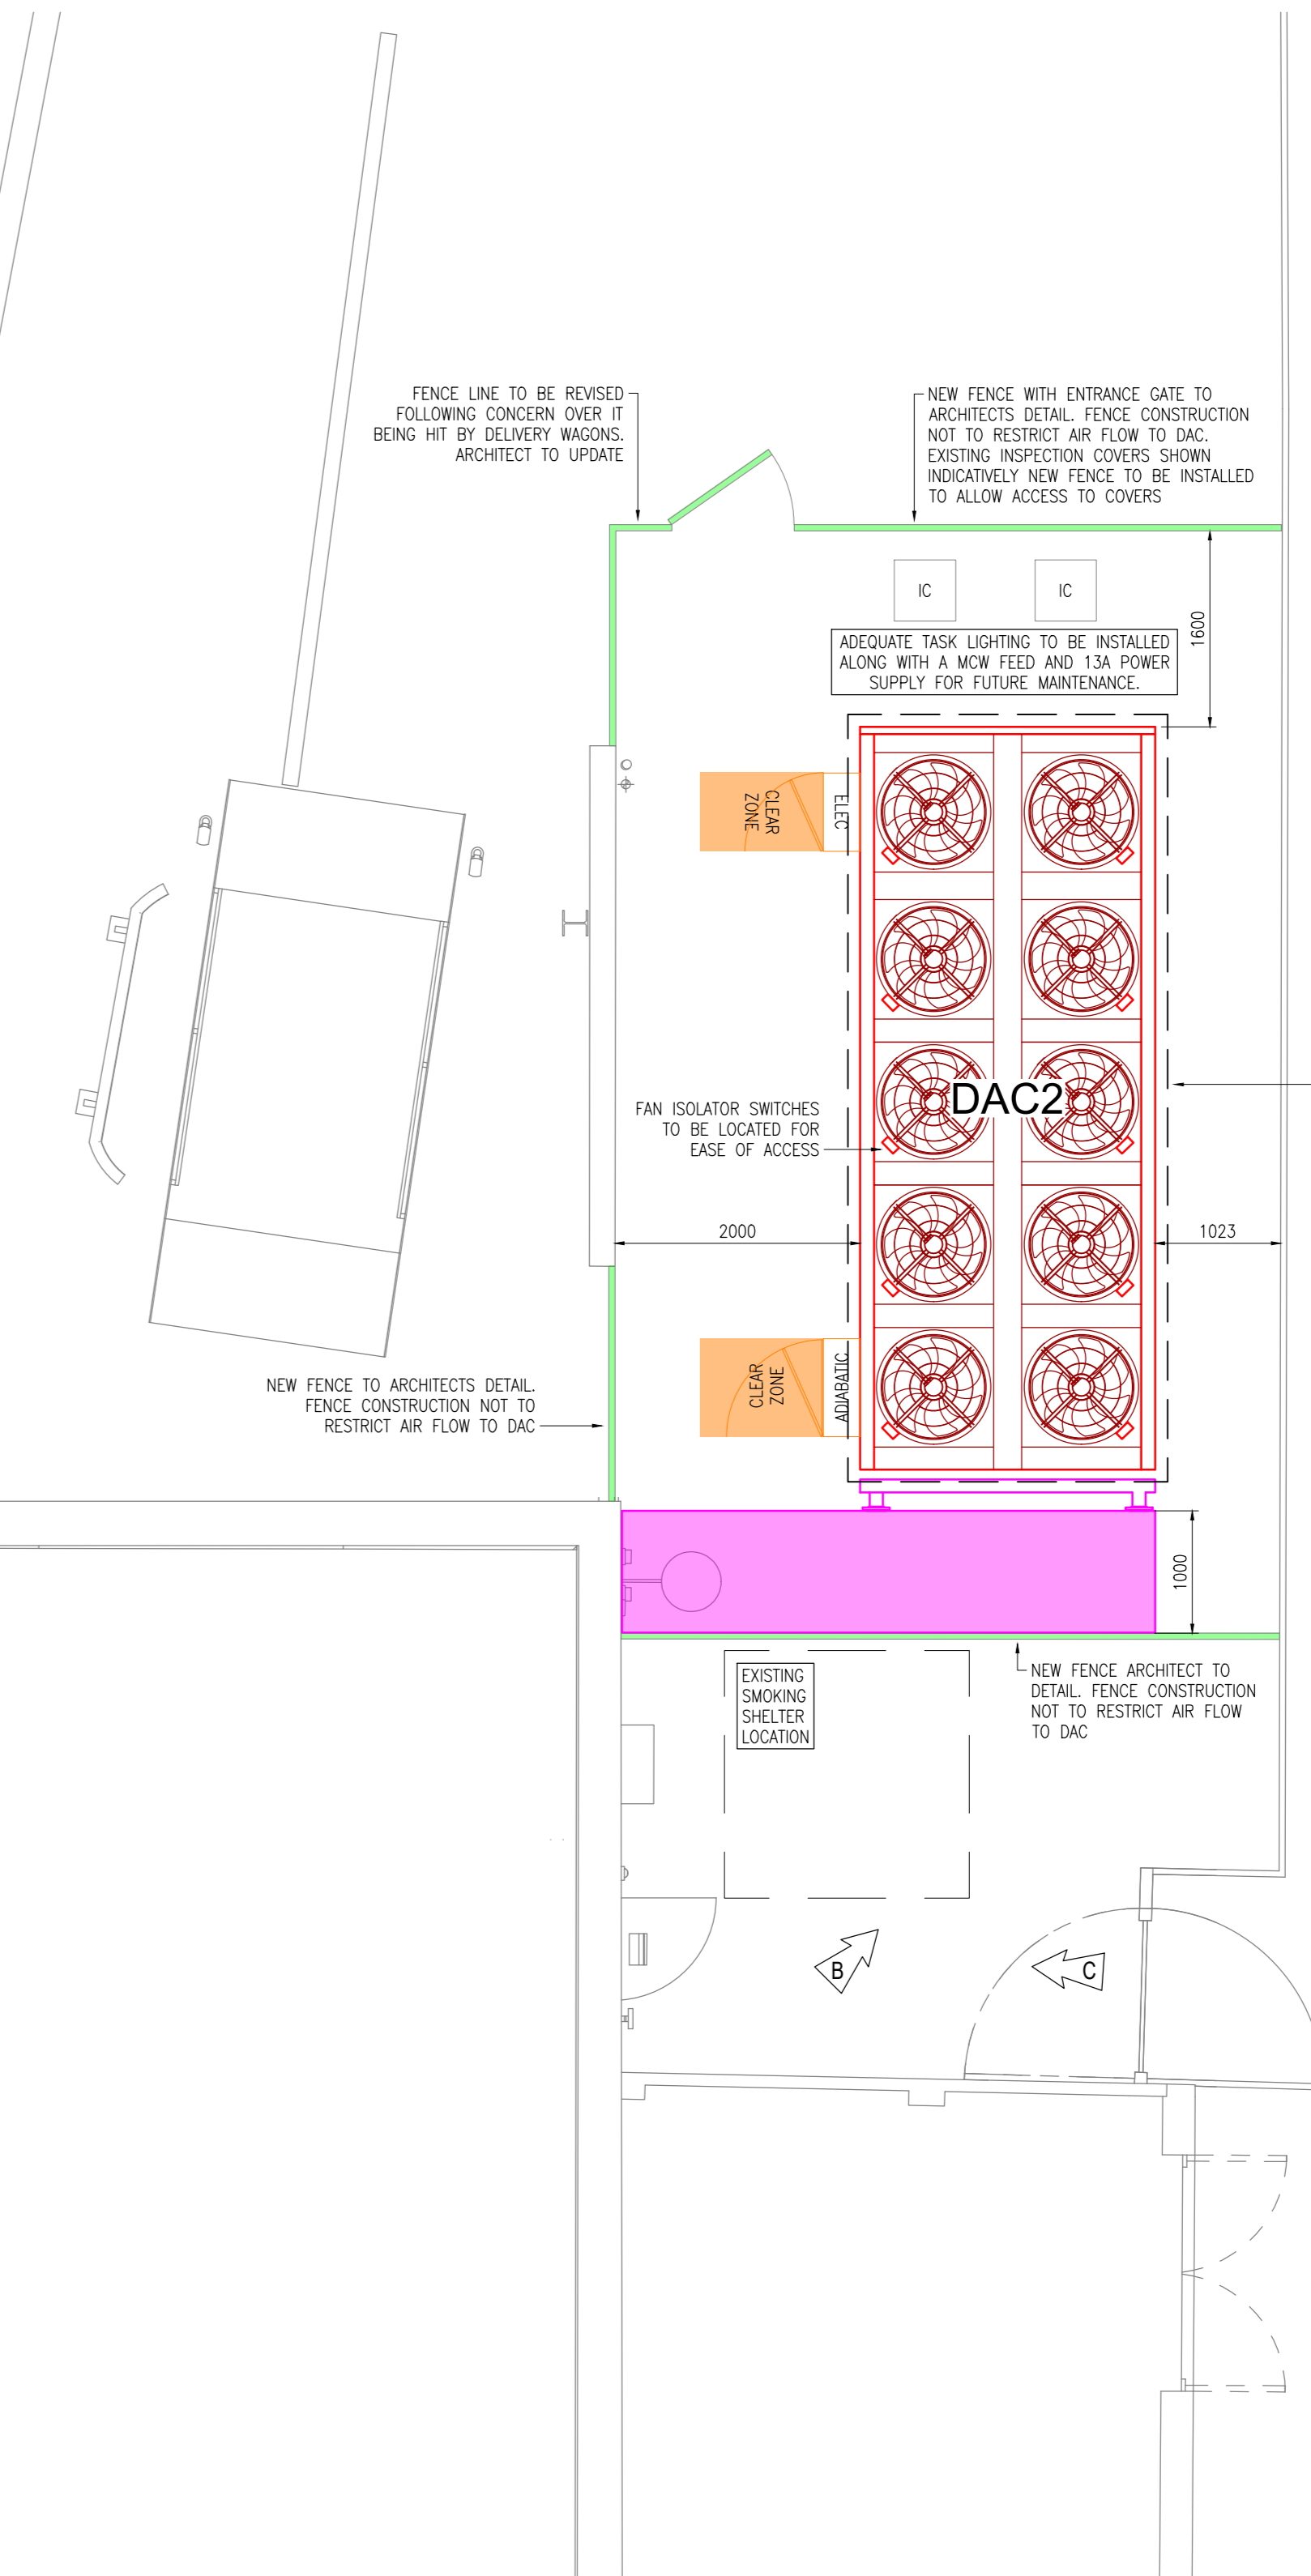 FENCE LINE TO BE REVISED
FOLLOWING CONCERN OVER IT
BEING HIT BY DELIVERY WAGONS.
ARCHITECT TO UPDATE
NEW FENCE WITH ENTRANCE GATE TO
ARCHITECTS DETAIL. FENCE CONSTRUCTION
NOT TO RESTRICT AIR FLOW TO DAC.
EXISTING INSPECTION COVERS SHOWN
INDICATIVELY NEW FENCE TO BE INSTALLED
TO ALLOW ACCESS TO COVERS
IC
IC
1600
ADEQUATE TASK LIGHTING TO BE INSTALLED
ALONG WITH A MCW FEED AND 13A POWER
SUPPLY FOR FUTURE MAINTENANCE.
CLEAR
ZONE
ELEC
DAC2
FAN ISOLATOR SWITCHES
TO BE LOCATED FOR
EASE OF ACCESS
2000
1023
CLEAR
ZONE
ADIABATIC
NEW FENCE TO ARCHITECTS DETAIL.
FENCE CONSTRUCTION NOT TO
RESTRICT AIR FLOW TO DAC
1000
EXISTING
SMOKING
SHELTER
LOCATION
NEW FENCE ARCHITECT TO
DETAIL. FENCE CONSTRUCTION
NOT TO RESTRICT AIR FLOW
TO DAC
B
C